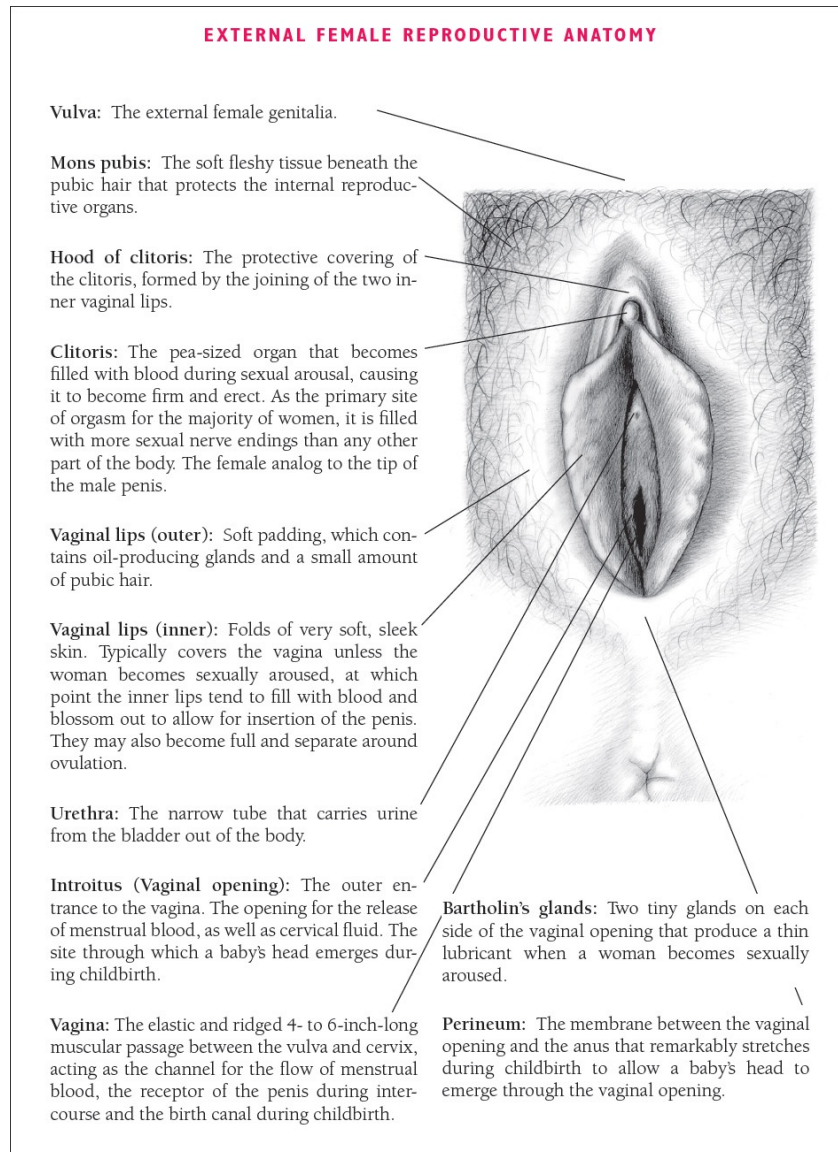 EXTERNAL FEMALE REPRODUCTIVE ANATOMY
Vulva: The external female genitalia.
Mons pubis: The soft fleshy tissue beneath the
pubic hair that protects the internal reproduc-
tive organs.
Hood of clitoris: The protective covering of
the clitoris, formed by the joining of the two in-
ner vaginal lips.
Clitoris: The pea-sized organ that becomes
filled with blood during sexual arousal, causing
it to become firm and erect. As the primary site
of orgasm for the majority of women, it is filled
with more sexual nerve endings than any other
part of the body. The female analog to the tip of
the male penis.
Vaginal lips (outer): Soft padding, which con-
tains oil-producing glands and a small amount
of pubic hair.
Vaginal lips (inner): Folds of very soft, sleek
skin. Typically covers the vagina unless the
woman becomes sexually aroused, at which
point the inner lips tend to fill with blood and
blossom out to allow for insertion of the penis.
They may also become full and separate around
ovulation.
Urethra: The narrow tube that carries urine
from the bladder out of the body.
Introitus (Vaginal opening): The outer en-
trance to the vagina. The opening for the release
of menstrual blood, as well as cervical fluid. The
site through which a baby's head emerges dur-
ing childbirth.
Vagina: The elastic and ridged 4- to 6-inch-long
muscular passage between the vulva and cervix,
acting as the channel for the flow of menstrual
blood, the receptor of the penis during inter-
course and the birth canal during childbirth.
Bartholin's glands: Two tiny glands on each
side of the vaginal opening that produce a thin
lubricant when a woman becomes sexually
aroused.
Perineum: The membrane between the vaginal
opening and the anus that remarkably stretches
during childbirth to allow a baby's head to
emerge through the vaginal opening.